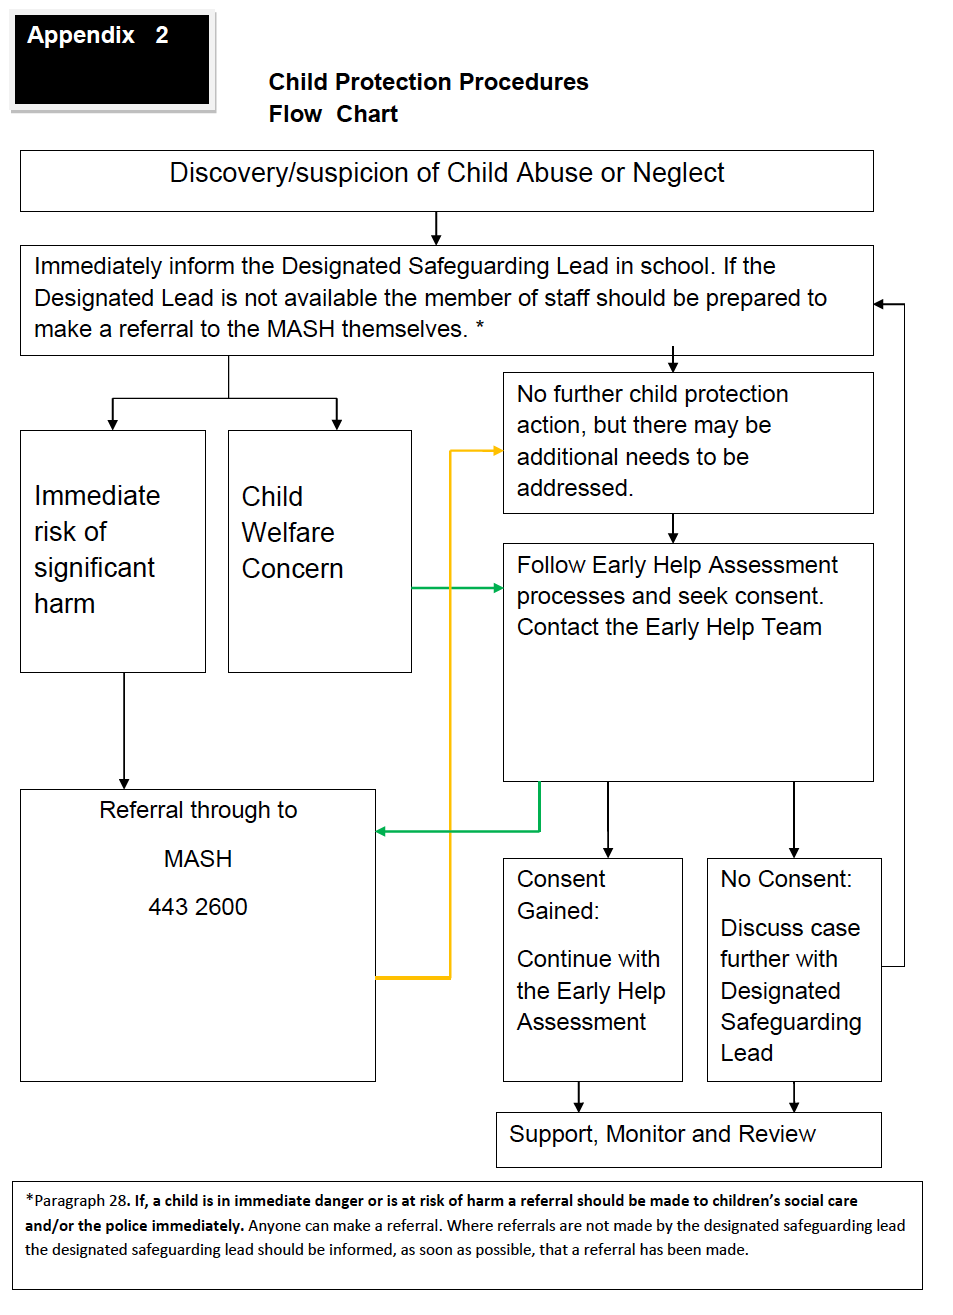 Appendix 2
Child Protection Procedures
Flow Chart
Discovery/suspicion of Child Abuse or Neglect
Immediately inform the Designated Safeguarding Lead in school. If the
Designated Lead is not available the member of staff should be prepared to
make a referral to the MASH themselves. *
No further child protection
action, but there may be
additional needs to be
addressed.
Immediate
risk of
significant
harm
Child
Welfare
Concern
Follow Early Help Assessment
processes and seek consent.
Contact the Early Help Team
Referral through to
MASH
443 2600
Consent
Gained:
Continue with
the Early Help
Assessment
No Consent:
Discuss case
further with
Designated
Safeguarding
Lead
Support, Monitor and Review
*Paragraph 28. If, a child is in immediate danger or is at risk of harm a referral should be made to children’s social care
and/or the police immediately. Anyone can make a referral. Where referrals are not made by the designated safeguarding lead
the designated safeguarding lead should be informed, as soon as possible, that a referral has been made.